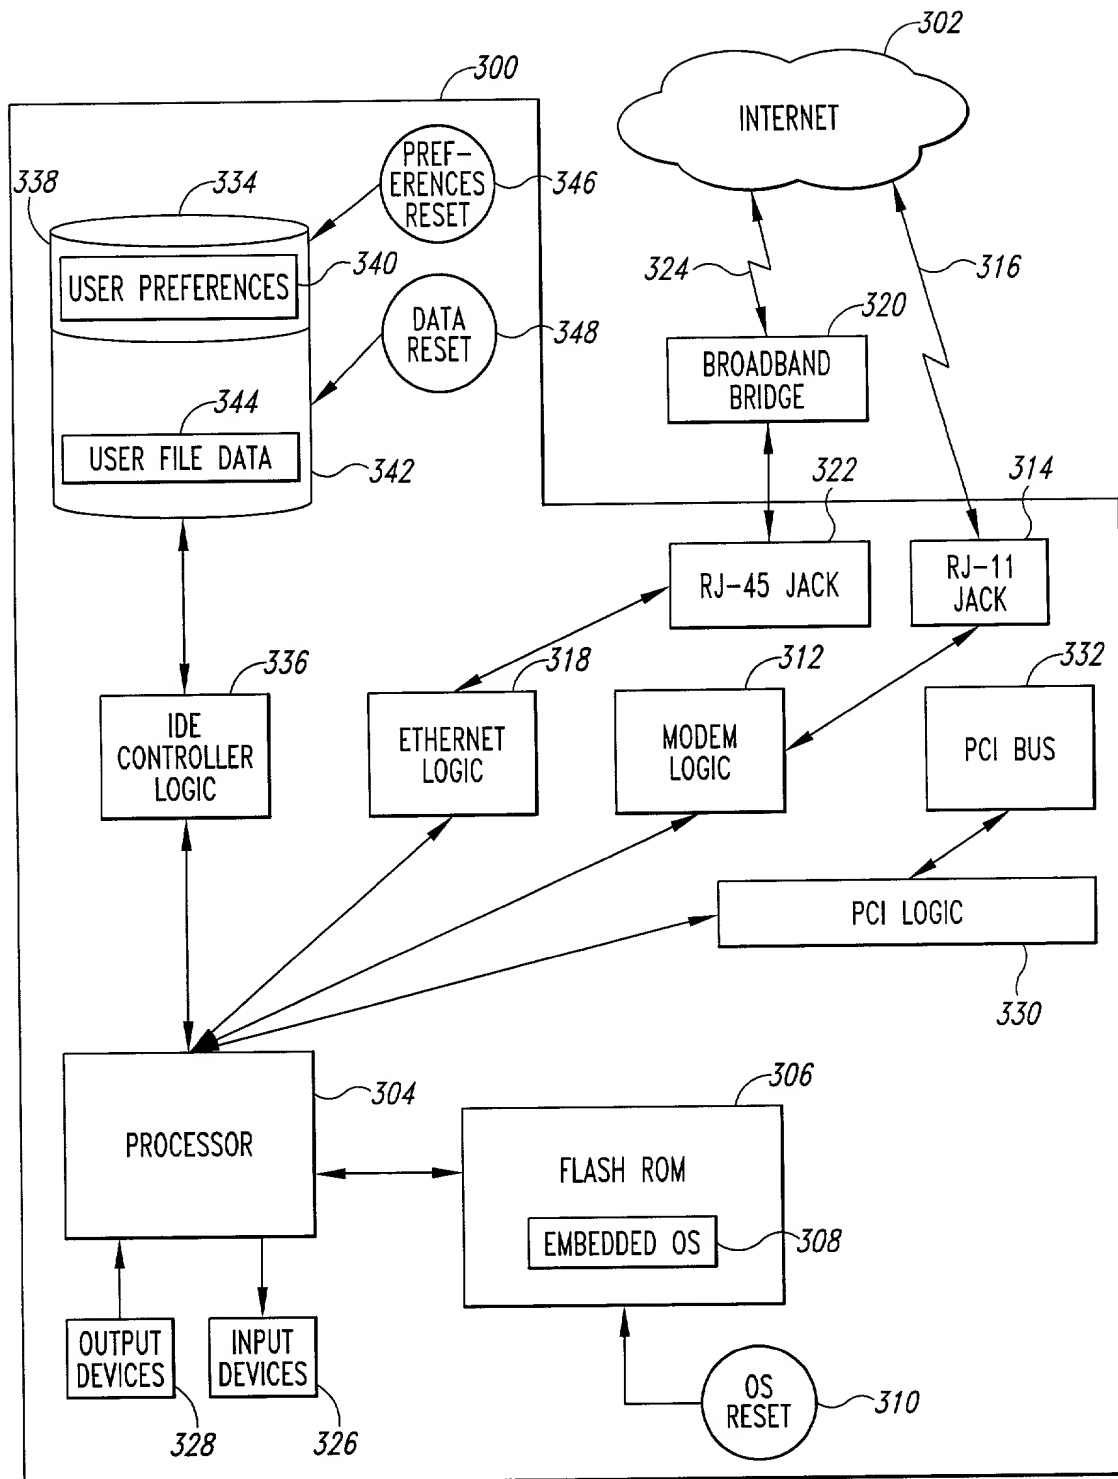 302
300
INTERNET
PREF-
ERENCES
RESET
346
338
334
340
USER PREFERENCES
324
316
320
DATA
RESET
348
BROADBAND
BRIDGE
344
USER FILE DATA
342
322
314
RJ-45 JACK
RJ-11
JACK
336
318
312
332
IDE
CONTROLLER
LOGIC
ETHERNET
LOGIC
MODEM
LOGIC
PCI BUS
PCI LOGIC
330
304
306
PROCESSOR
FLASH ROM
EMBEDDED OS
308
OUTPUT
DEVICES
INPUT
DEVICES
328
326
OS
RESET
310